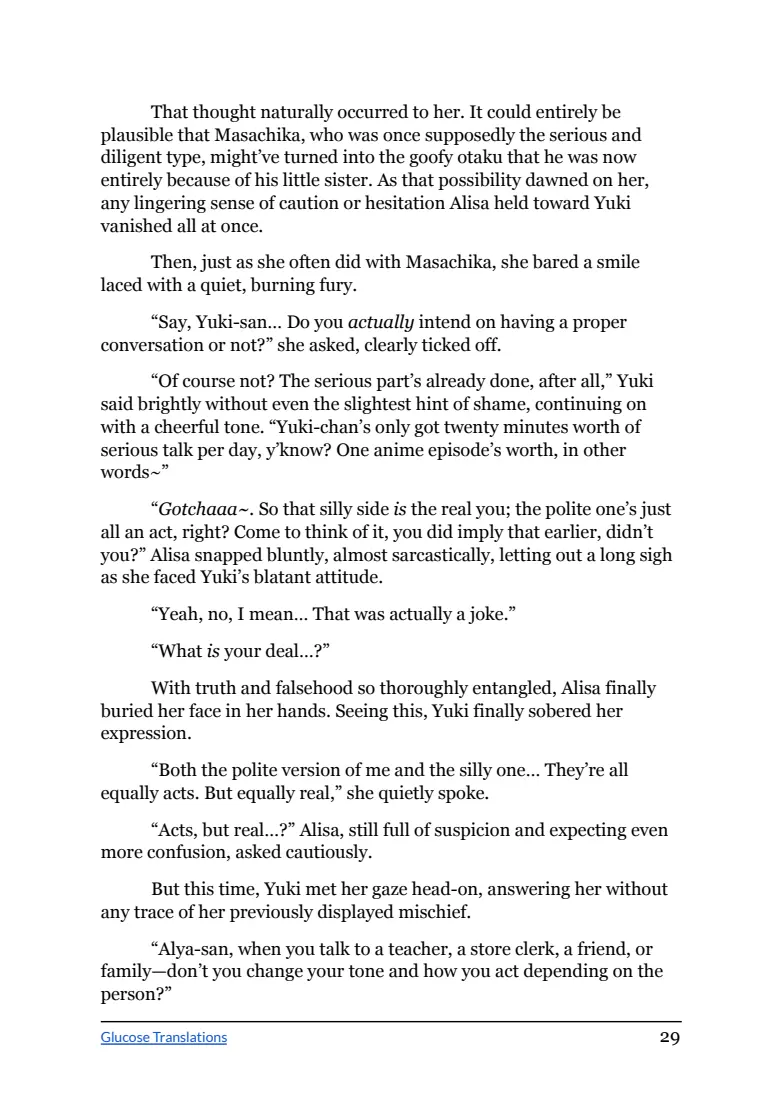 That thought naturally occurred to her. It could entirely be
plausible that Masachika, who was once supposedly the serious and
diligent type, might’ve turned into the goofy otaku that he was now
entirely because of his little sister. As that possibility dawned on her,
any lingering sense of caution or hesitation Alisa held toward Yuki
vanished all at once.
Then, just as she often did with Masachika, she bared a smile
laced with a quiet, burning fury.
“Say, Yuki-san… Do you actually intend on having a proper
conversation or not?” she asked, clearly ticked off.
“Of course not? The serious part’s already done, after all,” Yuki
said brightly without even the slightest hint of shame, continuing on
with a cheerful tone. “Yuki-chan’s only got twenty minutes worth of
serious talk per day, y’know? One anime episode’s worth, in other
words~”
“Gotchaaa~. So that silly side is the real you; the polite one’s just
all an act, right? Come to think of it, you did imply that earlier, didn’t
you?” Alisa snapped bluntly, almost sarcastically, letting out a long sigh
as she faced Yuki’s blatant attitude.
“Yeah, no, I mean… That was actually a joke.”
“What is your deal…?”
With truth and falsehood so thoroughly entangled, Alisa finally
buried her face in her hands. Seeing this, Yuki finally sobered her
expression.
“Both the polite version of me and the silly one… They’re all
equally acts. But equally real,” she quietly spoke.
“Acts, but real…?” Alisa, still full of suspicion and expecting even
more confusion, asked cautiously.
But this time, Yuki met her gaze head-on, answering her without
any trace of her previously displayed mischief.
“Alya-san, when you talk to a teacher, a store clerk, a friend, or
family—don’t you change your tone and how you act depending on the
person?”
Glucose Translations 29